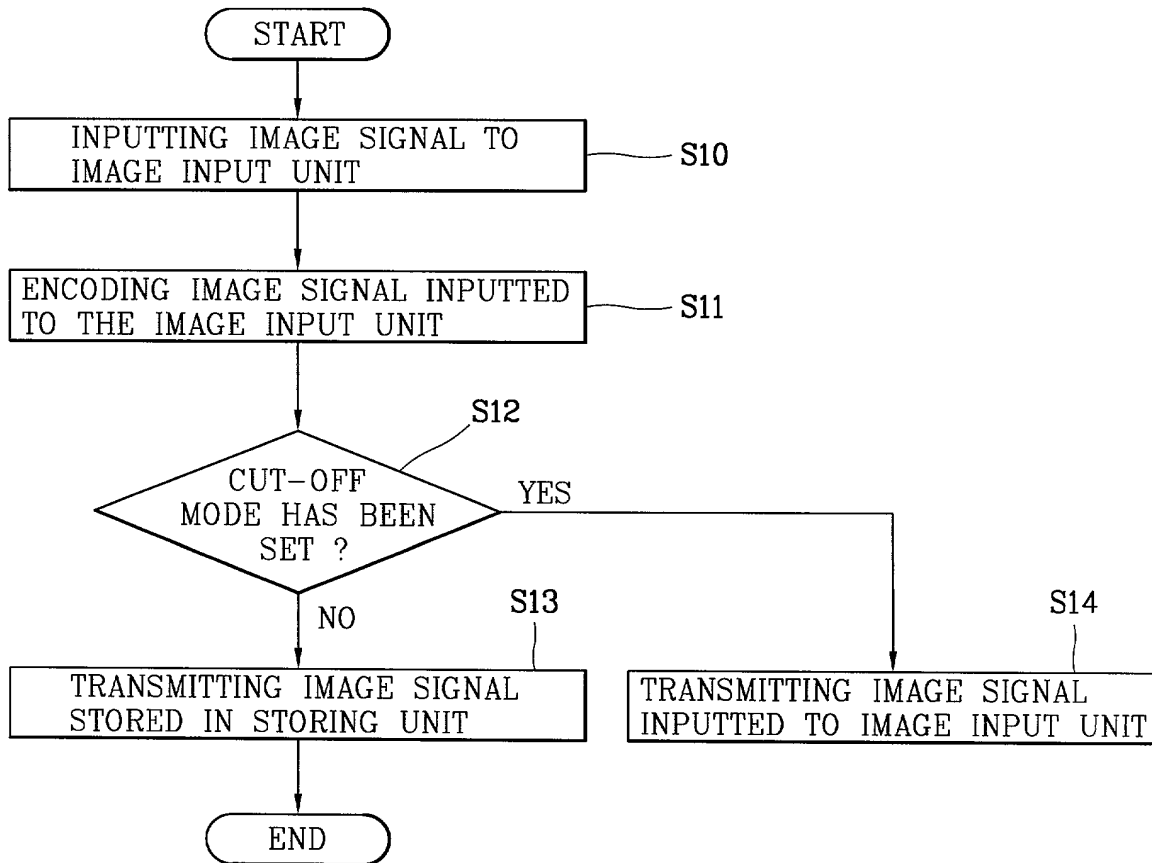 START
INPUTTING IMAGE SIGNAL TO
IMAGE INPUT UNIT
S10
ENCODING IMAGE SIGNAL INPUTTED
TO THE IMAGE INPUT UNIT
S11
S12
CUT-OFF
MODE HAS BEEN
SET ?
YES
NO
S13
TRANSMITTING IMAGE SIGNAL
STORED IN STORING UNIT
S14
TRANSMITTING IMAGE SIGNAL
INPUTTED TO IMAGE INPUT UNIT
END